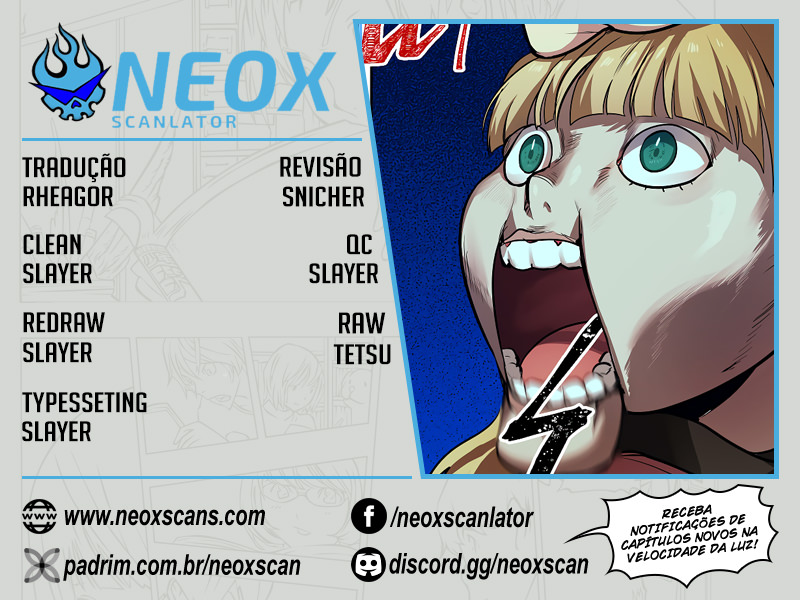 NEOX
SCANLATOR
TRADUÇÃO
RHEAGOR
REVISÃO
SNICHER
CLEAN
SLAYER
QC
SLAYER
REDRAW
SLAYER
RAW
TETSU
TYPESSETING
SLAYER
www.neoxscans.com
/neoxscanlator
padrim.com.br/neoxscan
discord.gg/neoxscan
RECEBA
NOTIFICAÇÕES DE
CAPÍTULOS NOVOS NA
VELOCIDADE DA LUZ!